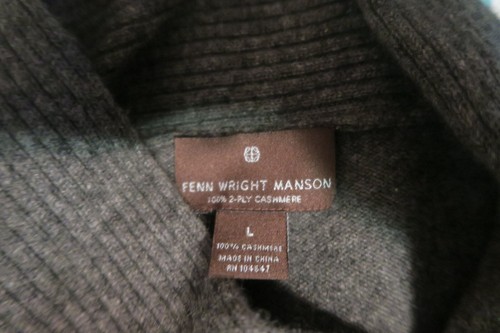 FENN WRIGHT MANSON
100% 2-PLY CASHMERE
L
100% CASHMERE
MADE IN CHINA
RN 104647